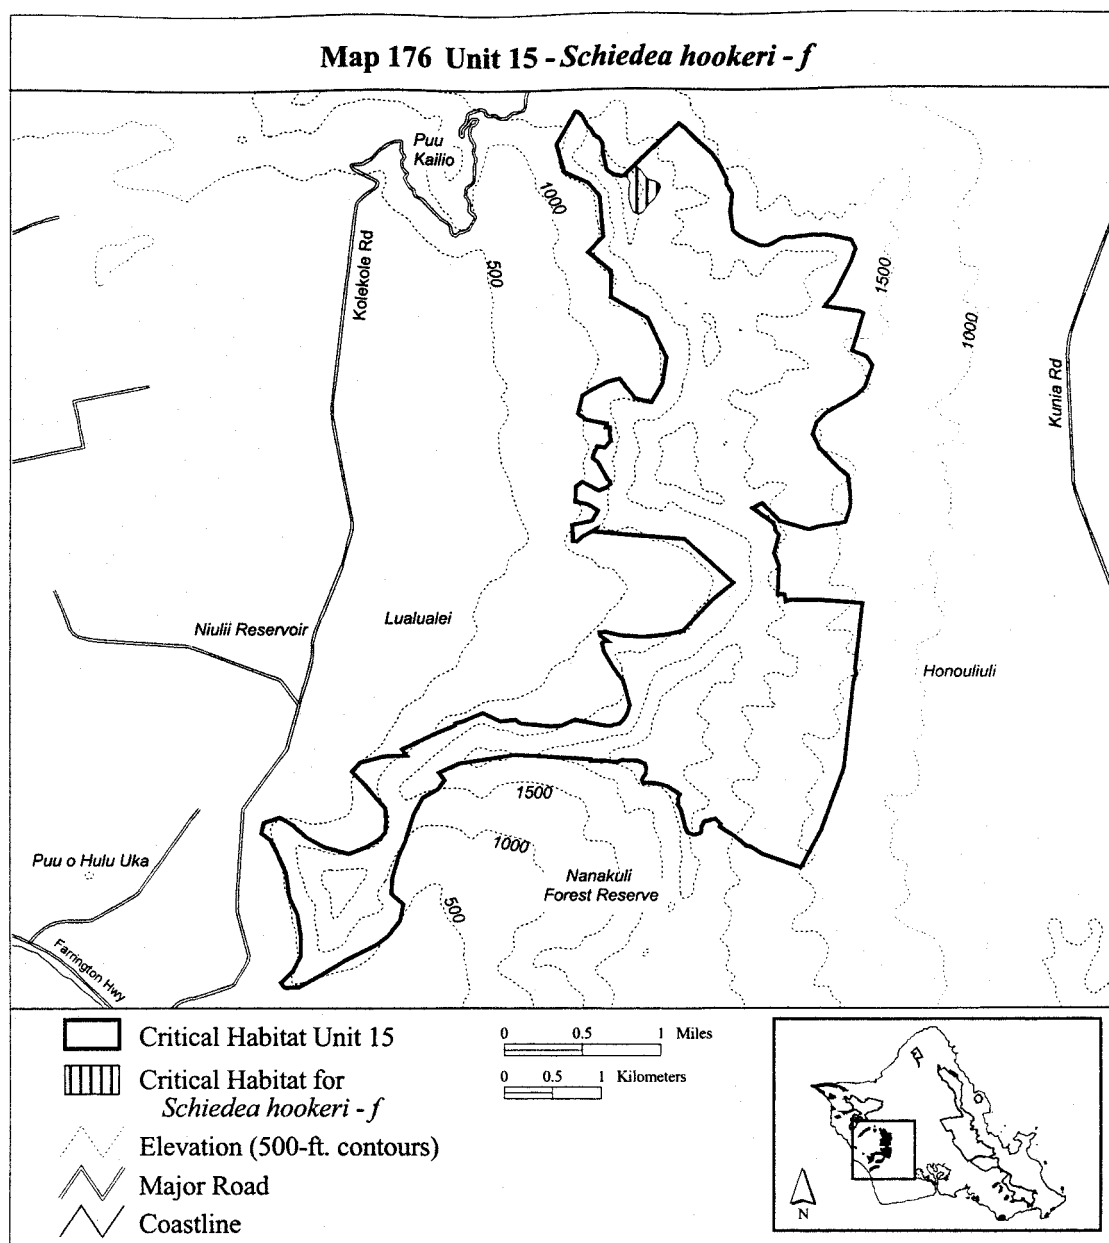 Map 176 Unit 15 - Schiedea hookeri - f
Puu
Kailio
1000
500
Kolekole Rd
1500
1000
Kunia Rd
Niulii Reservoir
Lualualei
Honouliuli
1500
1000
500
Puu o Hulu Uka
Nanakuli
Forest Reserve
Farrington Hwy
Critical Habitat Unit 15
Critical Habitat for
Schiedea hookeri - f
Elevation (500-ft. contours)
Major Road
Coastline
0 0.5 1 Miles
0 0.5 1 Kilometers
N